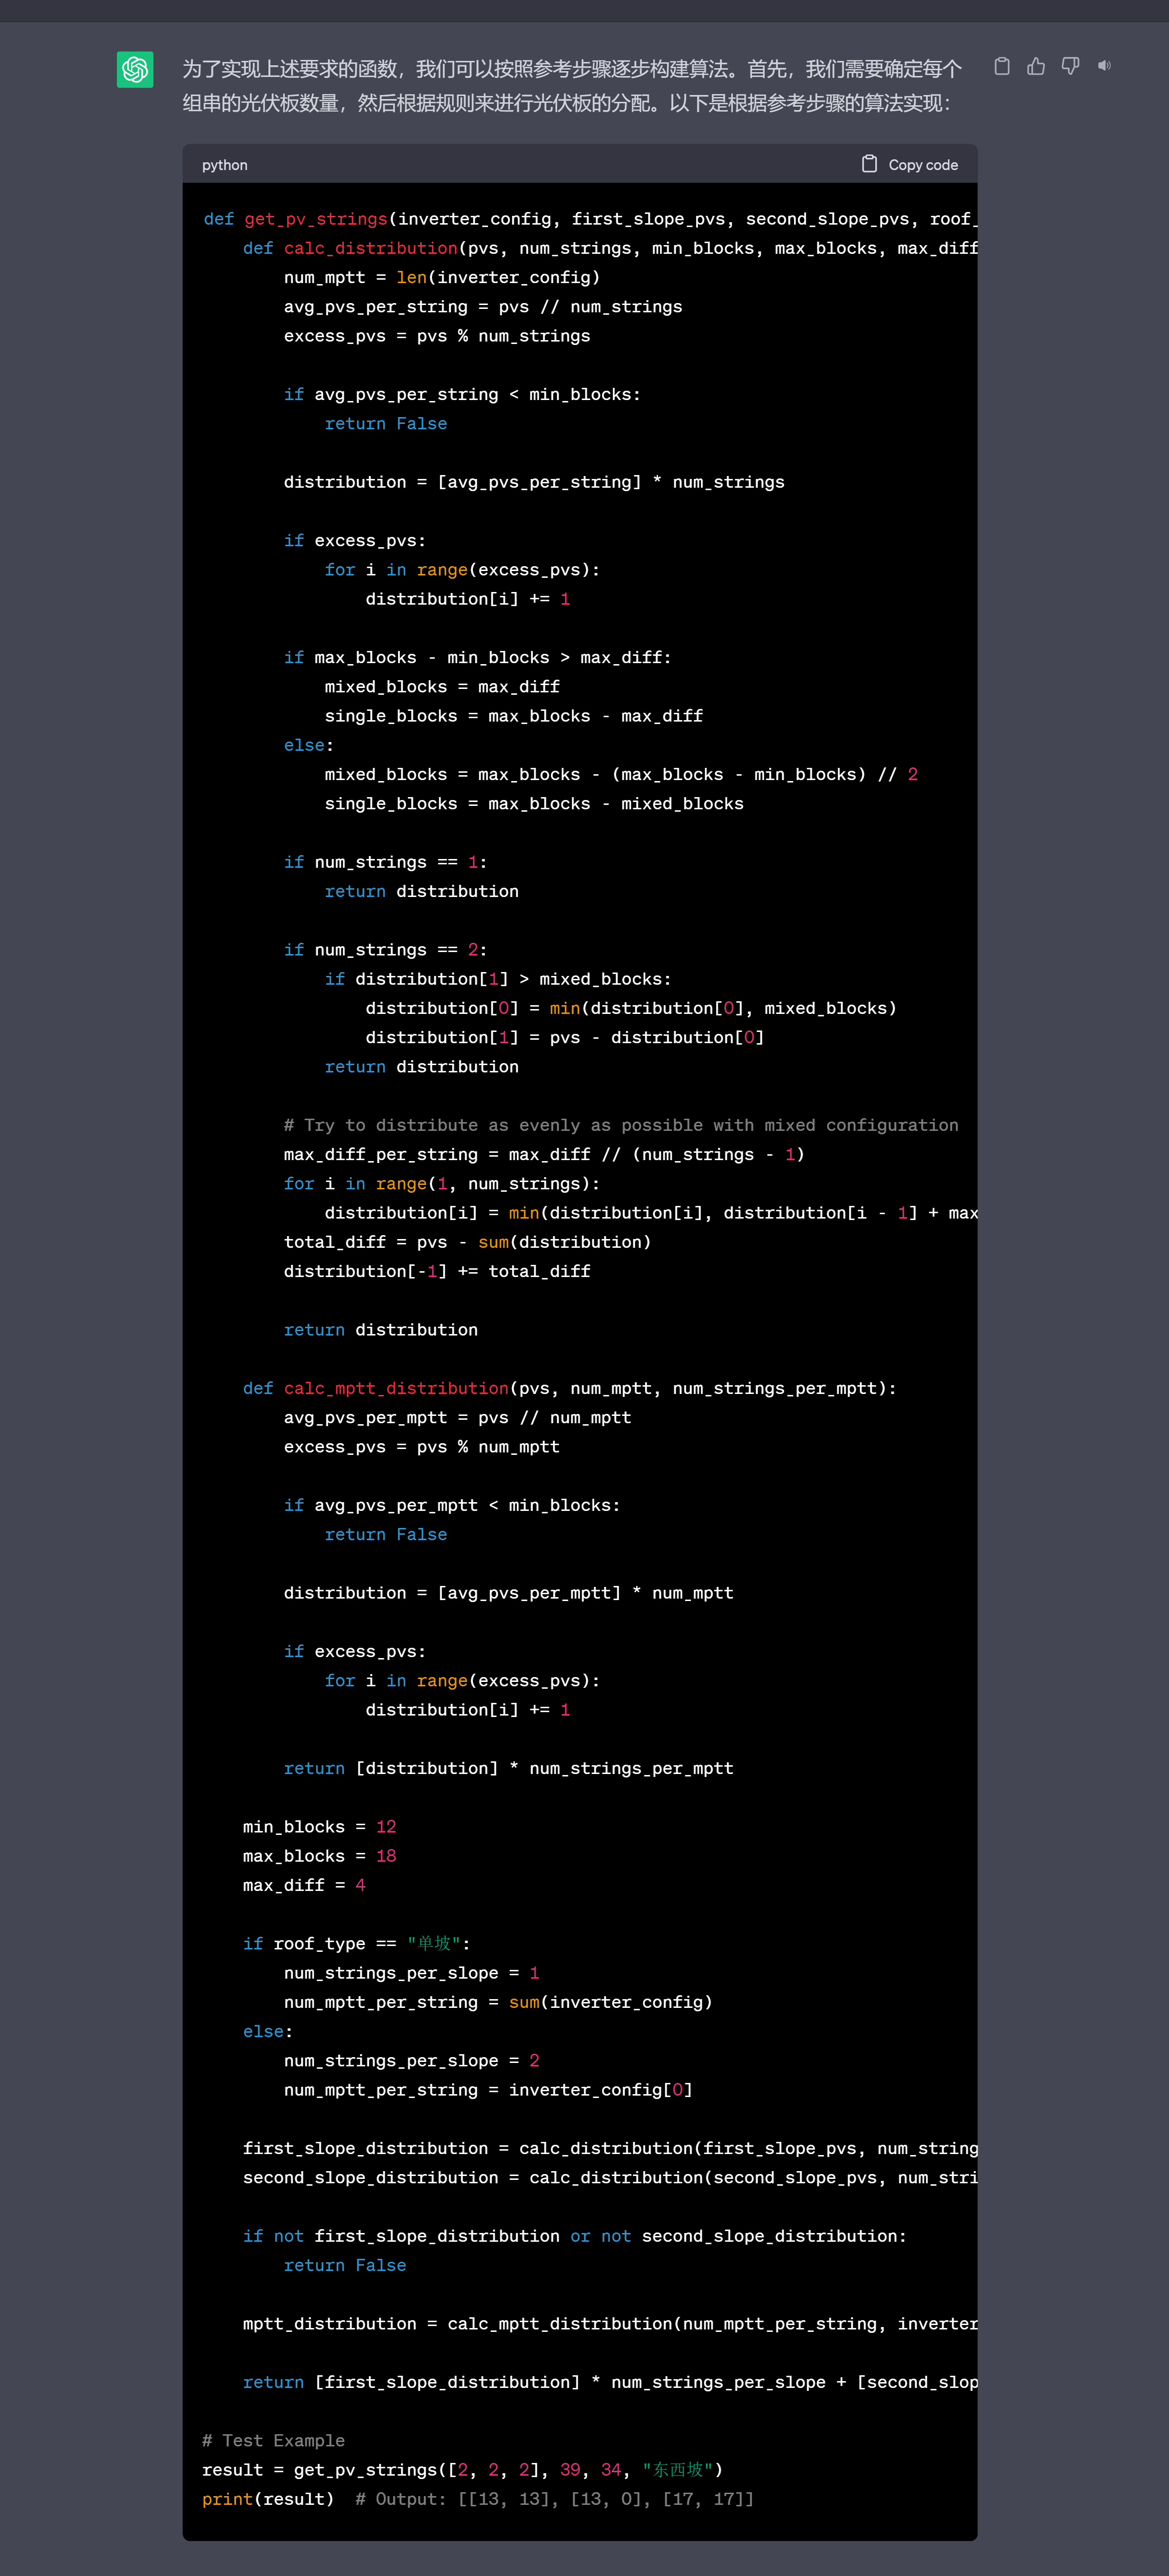 为了实现上述要求的函数，我们可以按照参考步骤逐步构建算法。首先，我们需要确定每个
组串的光伏板数量，然后根据规则来进行光伏板的分配。以下是根据参考步骤的算法实现：
python
Copy code
def get_pv_strings(inverter_config, first_slope_pvs, second_slope_pvs, roof_
    def calc_distribution(pvs, num_strings, min_blocks, max_blocks, max_diff
        num_mptt = len(inverter_config)
        avg_pvs_per_string = pvs // num_strings
        excess_pvs = pvs % num_strings
        if avg_pvs_per_string < min_blocks:
            return False
        distribution = [avg_pvs_per_string] * num_strings
        if excess_pvs:
            for i in range(excess_pvs):
                distribution[i] += 1
        if max_blocks - min_blocks > max_diff:
            mixed_blocks = max_diff
            single_blocks = max_blocks - max_diff
        else:
            mixed_blocks = max_blocks - (max_blocks - min_blocks) // 2
            single_blocks = max_blocks - mixed_blocks
        if num_strings == 1:
            return distribution
        if num_strings == 2:
            if distribution[1] > mixed_blocks:
                distribution[0] = min(distribution[0], mixed_blocks)
                distribution[1] = pvs - distribution[0]
            return distribution
        # Try to distribute as evenly as possible with mixed configuration
        max_diff_per_string = max_diff // (num_strings - 1)
        for i in range(1, num_strings):
            distribution[i] = min(distribution[i], distribution[i - 1] + max
        total_diff = pvs - sum(distribution)
        distribution[-1] += total_diff
        return distribution
    def calc_mptt_distribution(pvs, num_mptt, num_strings_per_mptt):
        avg_pvs_per_mptt = pvs // num_mptt
        excess_pvs = pvs % num_mptt
        if avg_pvs_per_mptt < min_blocks:
            return False
        distribution = [avg_pvs_per_mptt] * num_mptt
        if excess_pvs:
            for i in range(excess_pvs):
                distribution[i] += 1
        return [distribution] * num_strings_per_mptt
    min_blocks = 12
    max_blocks = 18
    max_diff = 4
    if roof_type == "单坡":
        num_strings_per_slope = 1
        num_mptt_per_string = sum(inverter_config)
    else:
        num_strings_per_slope = 2
        num_mptt_per_string = inverter_config[0]
    first_slope_distribution = calc_distribution(first_slope_pvs, num_string
    second_slope_distribution = calc_distribution(second_slope_pvs, num_stri
    if not first_slope_distribution or not second_slope_distribution:
        return False
    mptt_distribution = calc_mptt_distribution(num_mptt_per_string, inverter
    return [first_slope_distribution] * num_strings_per_slope + [second_slop
# Test Example
result = get_pv_strings([2, 2, 2], 39, 34, "东西坡")
print(result)  # Output: [[13, 13], [13, 0], [17, 17]]